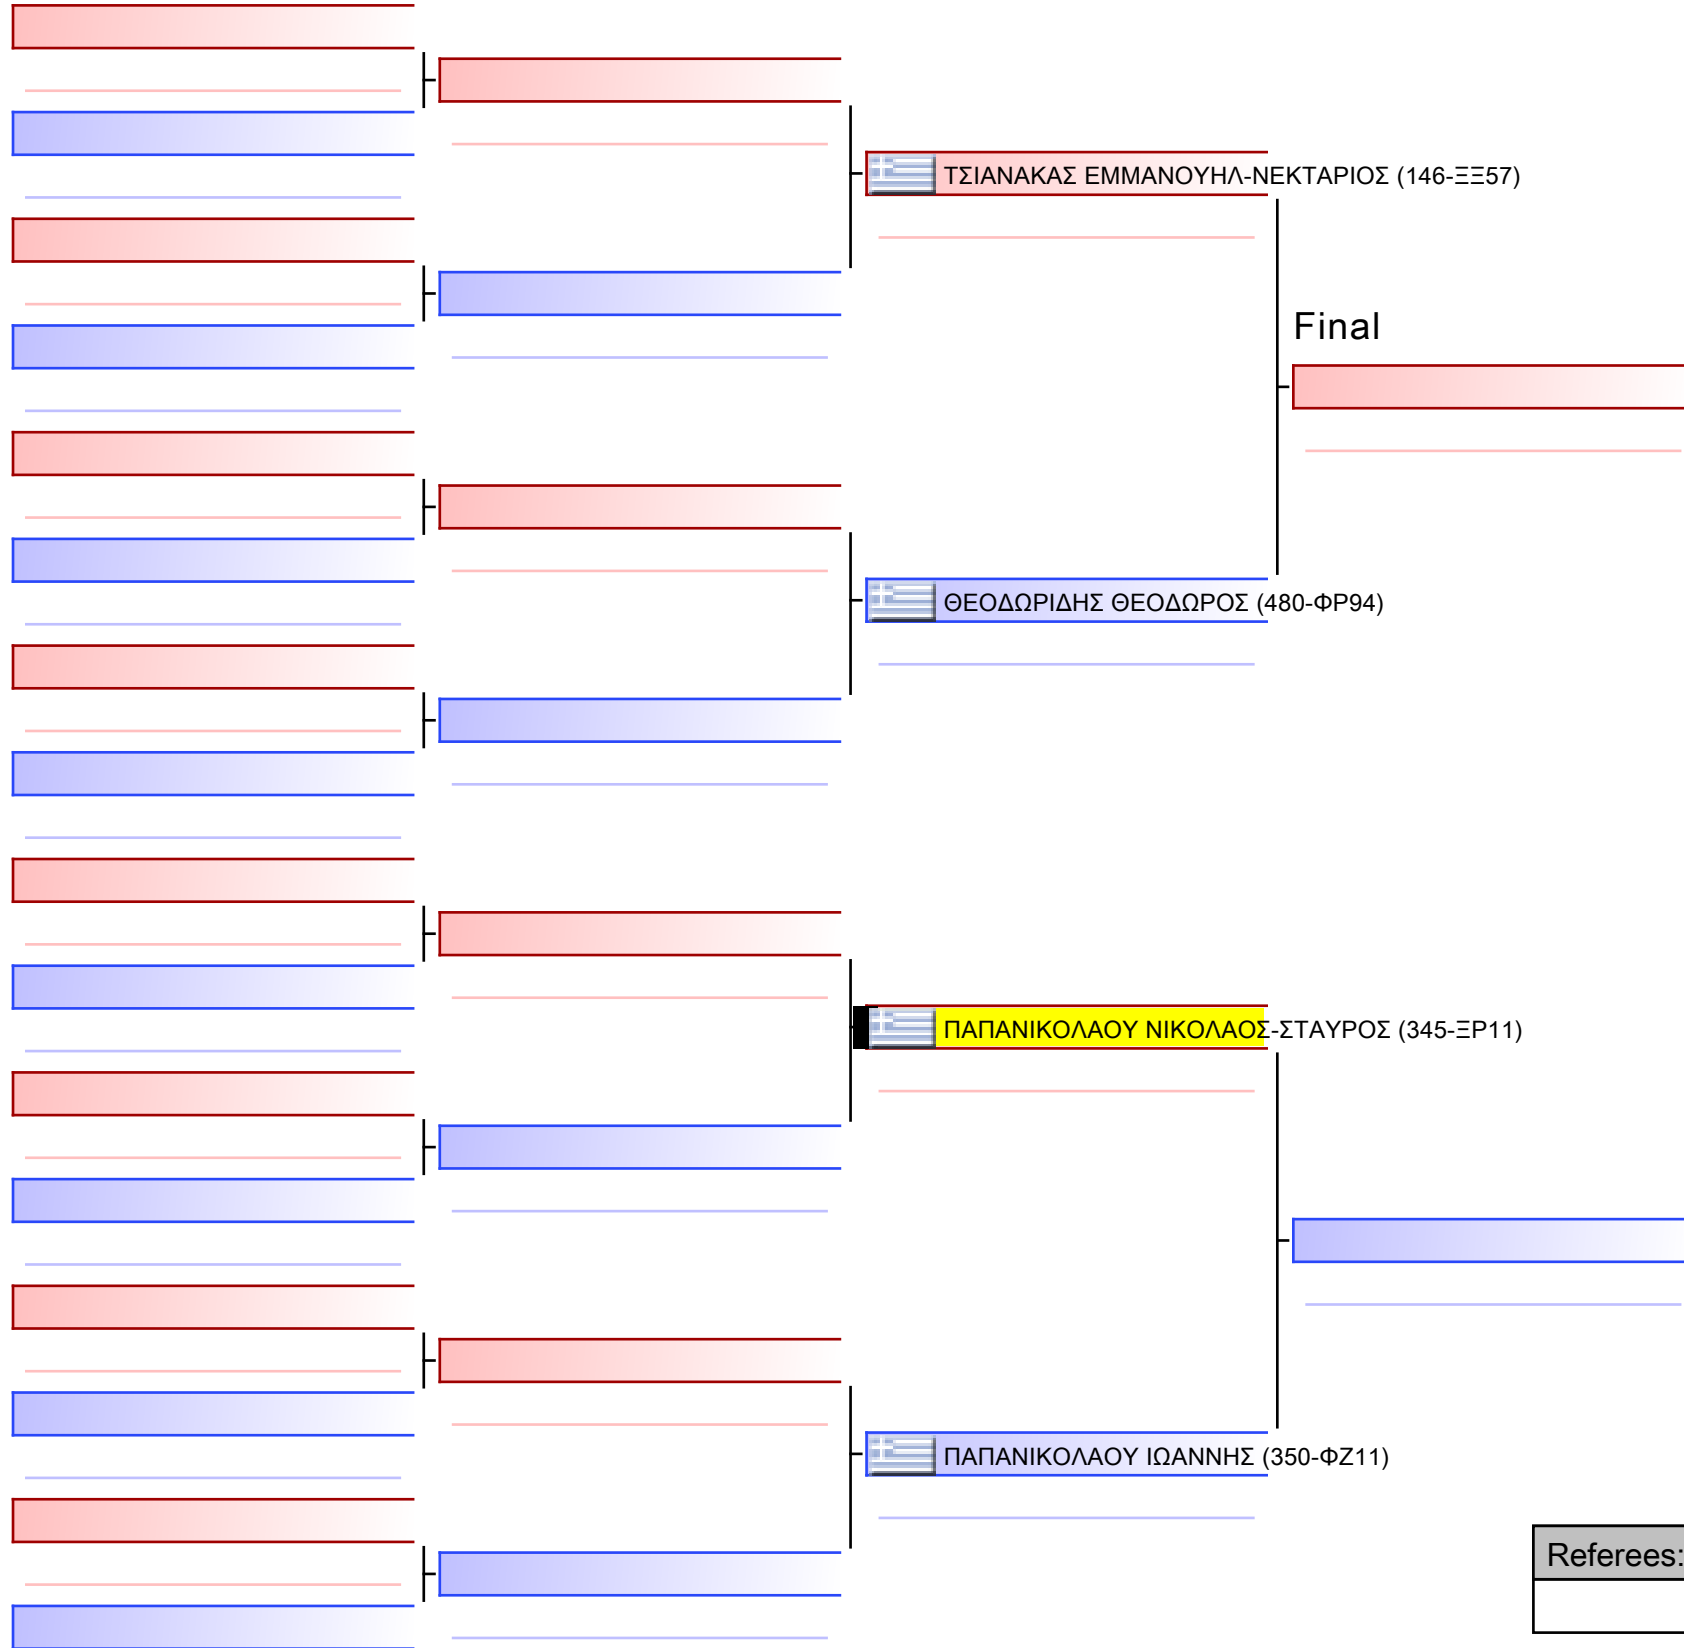 ΤΣΙΑΝΑΚΑΣ ΕΜΜΑΝΟΥΗΛ-ΝΕΚΤΑΡΙΟΣ (146-ΞΞ57)
Final
ΘΕΟΔΩΡΙΔΗΣ ΘΕΟΔΩΡΟΣ (480-ΦΡ94)
ΠΑΠΑΝΙΚΟΛΑΟΥ ΝΙΚΟΛΑΟΣ-ΣΤΑΥΡΟΣ (345-ΞΡ11)
ΠΑΠΑΝΙΚΟΛΑΟΥ ΙΩΑΝΝΗΣ (350-ΦΖ11)
Referees: